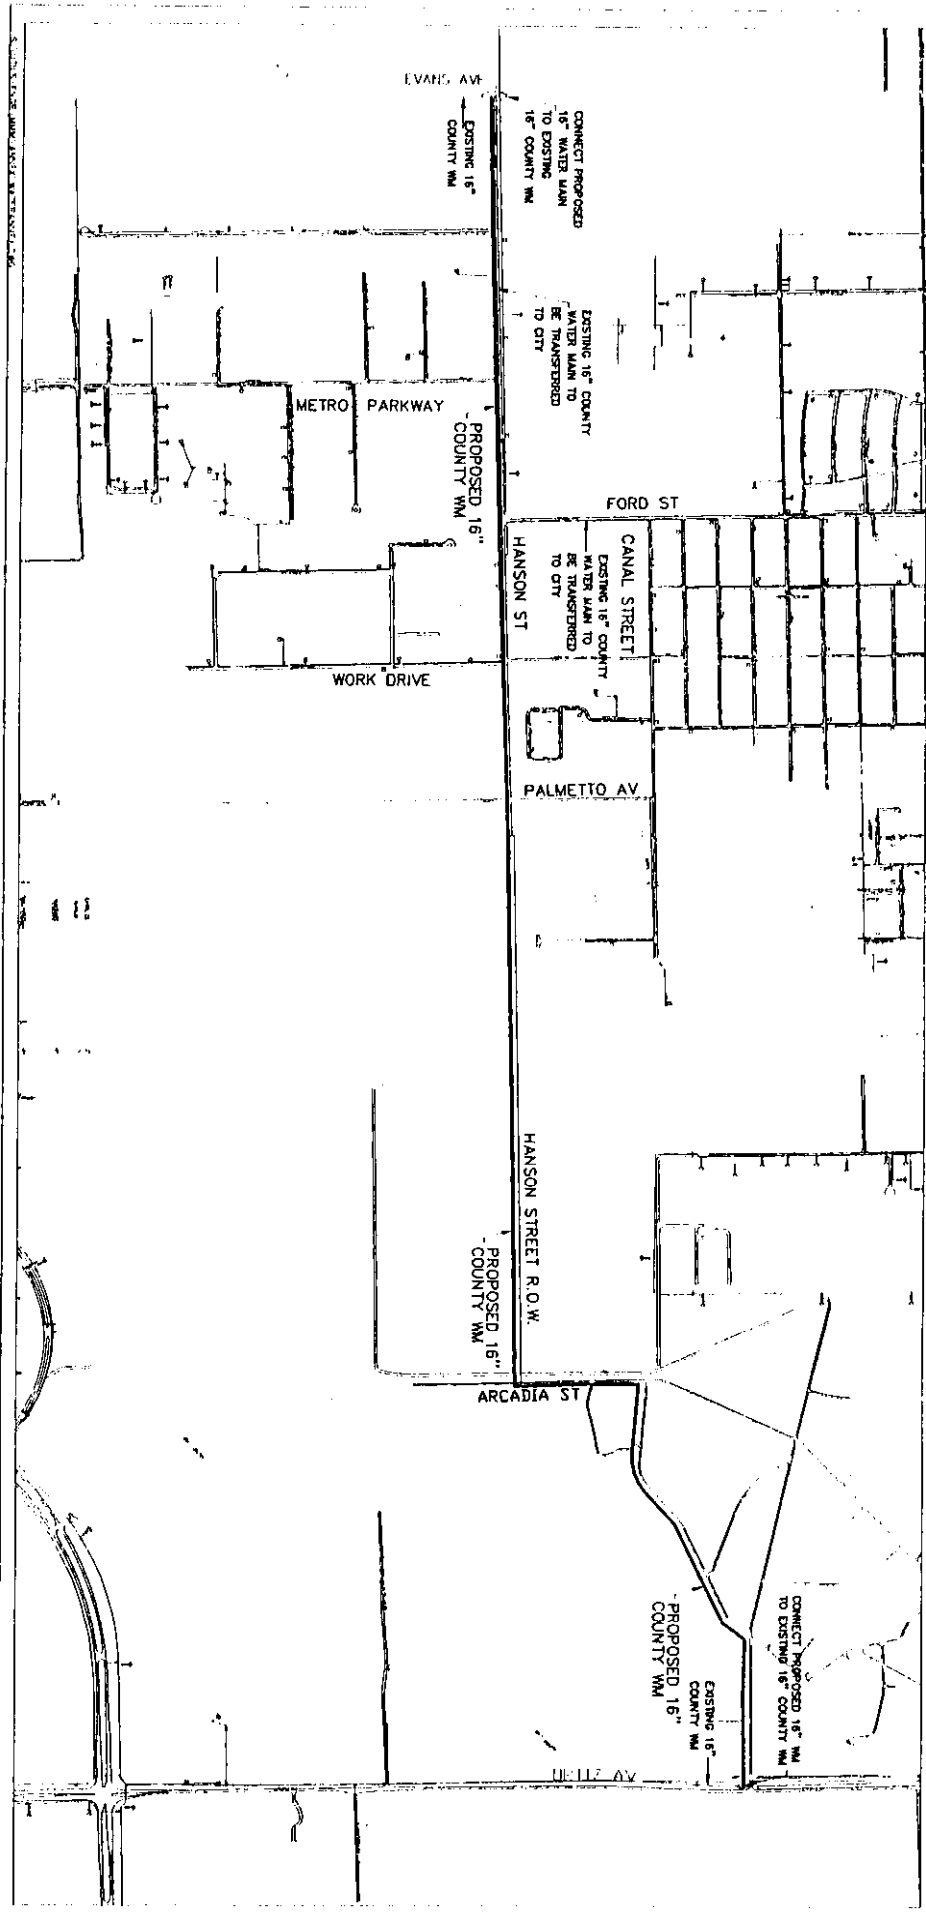 EVANS AVE
CONNECT PROPOSED
16" WATER MAIN
TO EXISTING
16" COUNTY WM
EXISTING 16"
COUNTY WM
EXISTING 16" COUNTY
WATER MAIN TO
BE TRANSFERRED
TO CITY
METRO PARKWAY
PROPOSED 16"
COUNTY WM
FORD ST
HANSON ST
CANAL STREET
EXISTING 16" COUNTY
WATER MAIN TO
BE TRANSFERRED
TO CITY
WORK DRIVE
PALMETTO AV
HANSON STREET R.O.W.
PROPOSED 16"
COUNTY WM
ARCADIA ST
PROPOSED 16"
COUNTY WM
EXISTING 16"
COUNTY WM
CONNECT PROPOSED 16" WM
TO EXISTING 16" COUNTY WM
AV